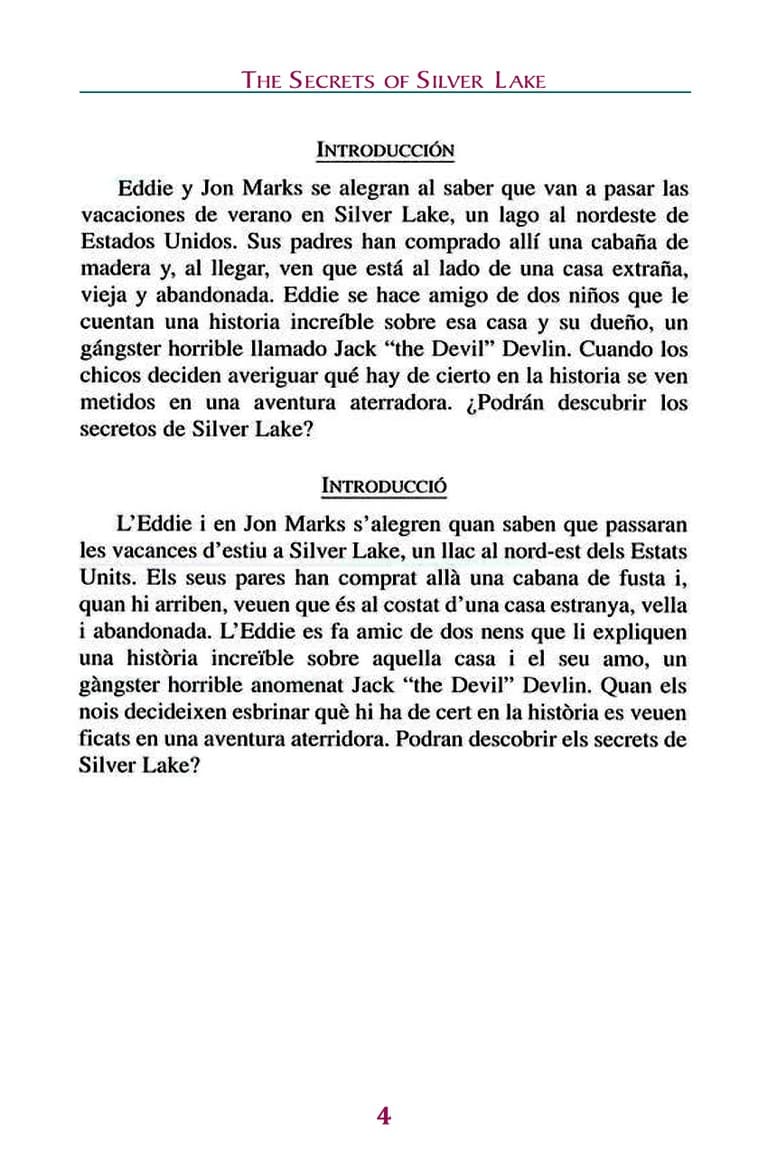 THE SECRETS OF SILVER LAKE
INTRODUCCIÓN
Eddie y Jon Marks se alegran al saber que van a pasar las
vacaciones de verano en Silver Lake, un lago al nordeste de
Estados Unidos. Sus padres han comprado allí una cabaña de
madera y, al llegar, ven que está al lado de una casa extraña,
vieja y abandonada. Eddie se hace amigo de dos niños que le
cuentan una historia increíble sobre esa casa y su dueño, un
gángster horrible llamado Jack “the Devil” Devlin. Cuando los
chicos deciden averiguar qué hay de cierto en la historia se ven
metidos en una aventura aterradora. ¿Podrán descubrir los
secretos de Silver Lake?
INTRODUCCIÓ
L’Eddie i en Jon Marks s’alegren quan saben que passaran
les vacances d’estiu a Silver Lake, un llac al nord-est dels Estats
Units. Els seus pares han comprat allà una cabana de fusta i,
quan hi arriben, veuen que és al costat d’una casa estranya, vella
i abandonada. L’Eddie es fa amic de dos nens que li expliquen
una història increïble sobre aquella casa i el seu amo, un
gàngster horrible anomenat Jack “the Devil” Devlin. Quan els
nois decideixen esbrinar què hi ha de cert en la història es veuen
ficats en una aventura aterridora. Podran descobrir els secrets de
Silver Lake?
4